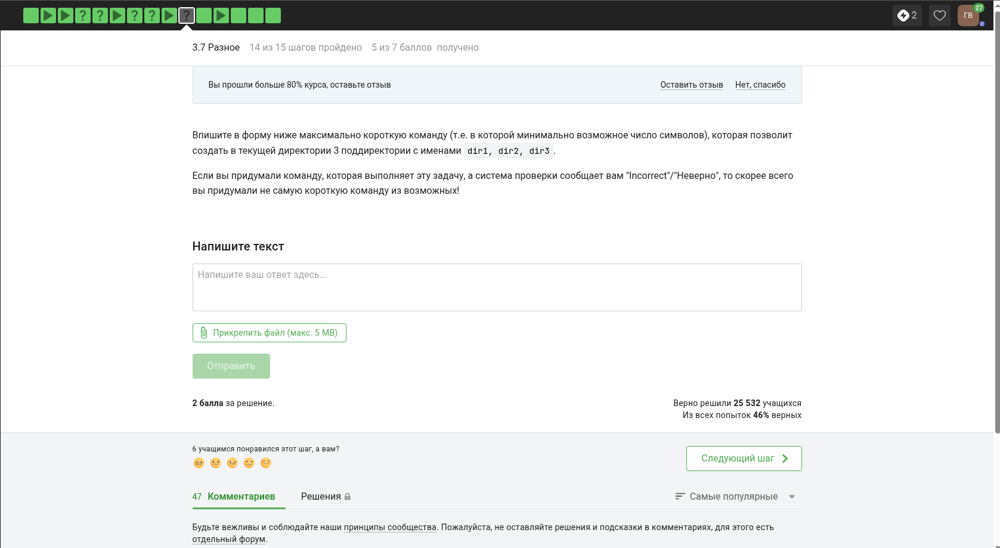 ? ? ? ? ?
2
ГВ
27
3.7 Разное 14 из 15 шагов пройдено 5 из 7 баллов получено
Вы прошли больше 80% курса, оставьте отзыв Оставить отзыв Нет, спасибо
Впишите в форму ниже максимально короткую команду (т.е. в которой минимально возможное число символов), которая позволит
создать в текущей директории 3 поддиректории с именами dir1, dir2, dir3.
Если вы придумали команду, которая выполняет эту задачу, а система проверки сообщает вам "Incorrect"/"Неверно", то скорее всего
вы придумали не самую короткую команду из возможных!
Напишите текст
Напишите ваш ответ здесь...
Прикрепить файл (макс. 5 MB)
Отправить
2 балла за решение.
Верно решили 25 532 учащихся
Из всех попыток 46% верных
6 учащимся понравился этот шаг, а вам?
Следующий шаг
47 Комментариев Решения Самые популярные
Будьте вежливы и соблюдайте наши принципы сообщества. Пожалуйста, не оставляйте решения и подсказки в комментариях, для этого есть
отдельный форум.